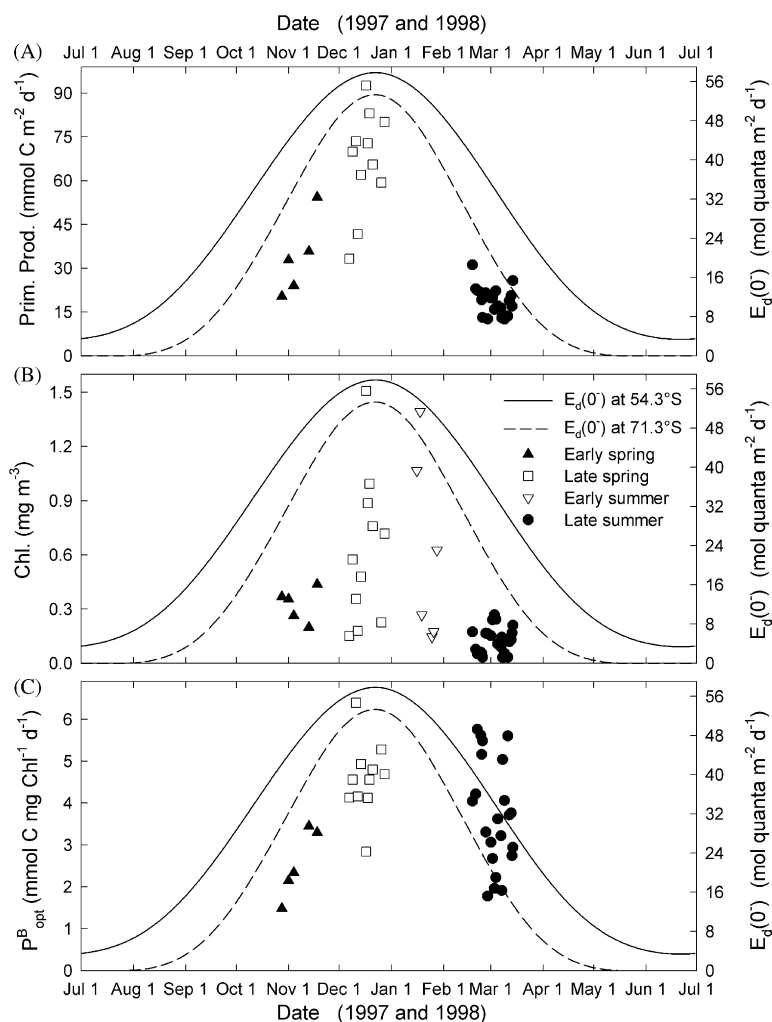 Date (1997 and 1998)
(A)
Jul 1 Aug 1 Sep 1 Oct 1 Nov 1 Dec 1 Jan 1 Feb 1 Mar 1 Apr 1 May 1 Jun 1 Jul 1
90
75
60
45
30
15
0
Prim. Prod. (mmol C m⁻² d⁻¹)
56
48
40
32
24
16
8
0
E_d(0⁻) (mol quanta m⁻² d⁻¹)
(B)
1.5
1.2
0.9
0.6
0.3
0.0
Chl. (mg m⁻³)
E_d(0⁻) at 54.3°S
E_d(0⁻) at 71.3°S
Early spring
Late spring
Early summer
Late summer
56
48
40
32
24
16
8
0
E_d(0⁻) (mol quanta m⁻² d⁻¹)
(C)
6
5
4
3
2
1
0
P^B_opt (mmol C mg Chl⁻¹ d⁻¹)
56
48
40
32
24
16
8
0
E_d(0⁻) (mol quanta m⁻² d⁻¹)
Jul 1 Aug 1 Sep 1 Oct 1 Nov 1 Dec 1 Jan 1 Feb 1 Mar 1 Apr 1 May 1 Jun 1 Jul 1
Date (1997 and 1998)